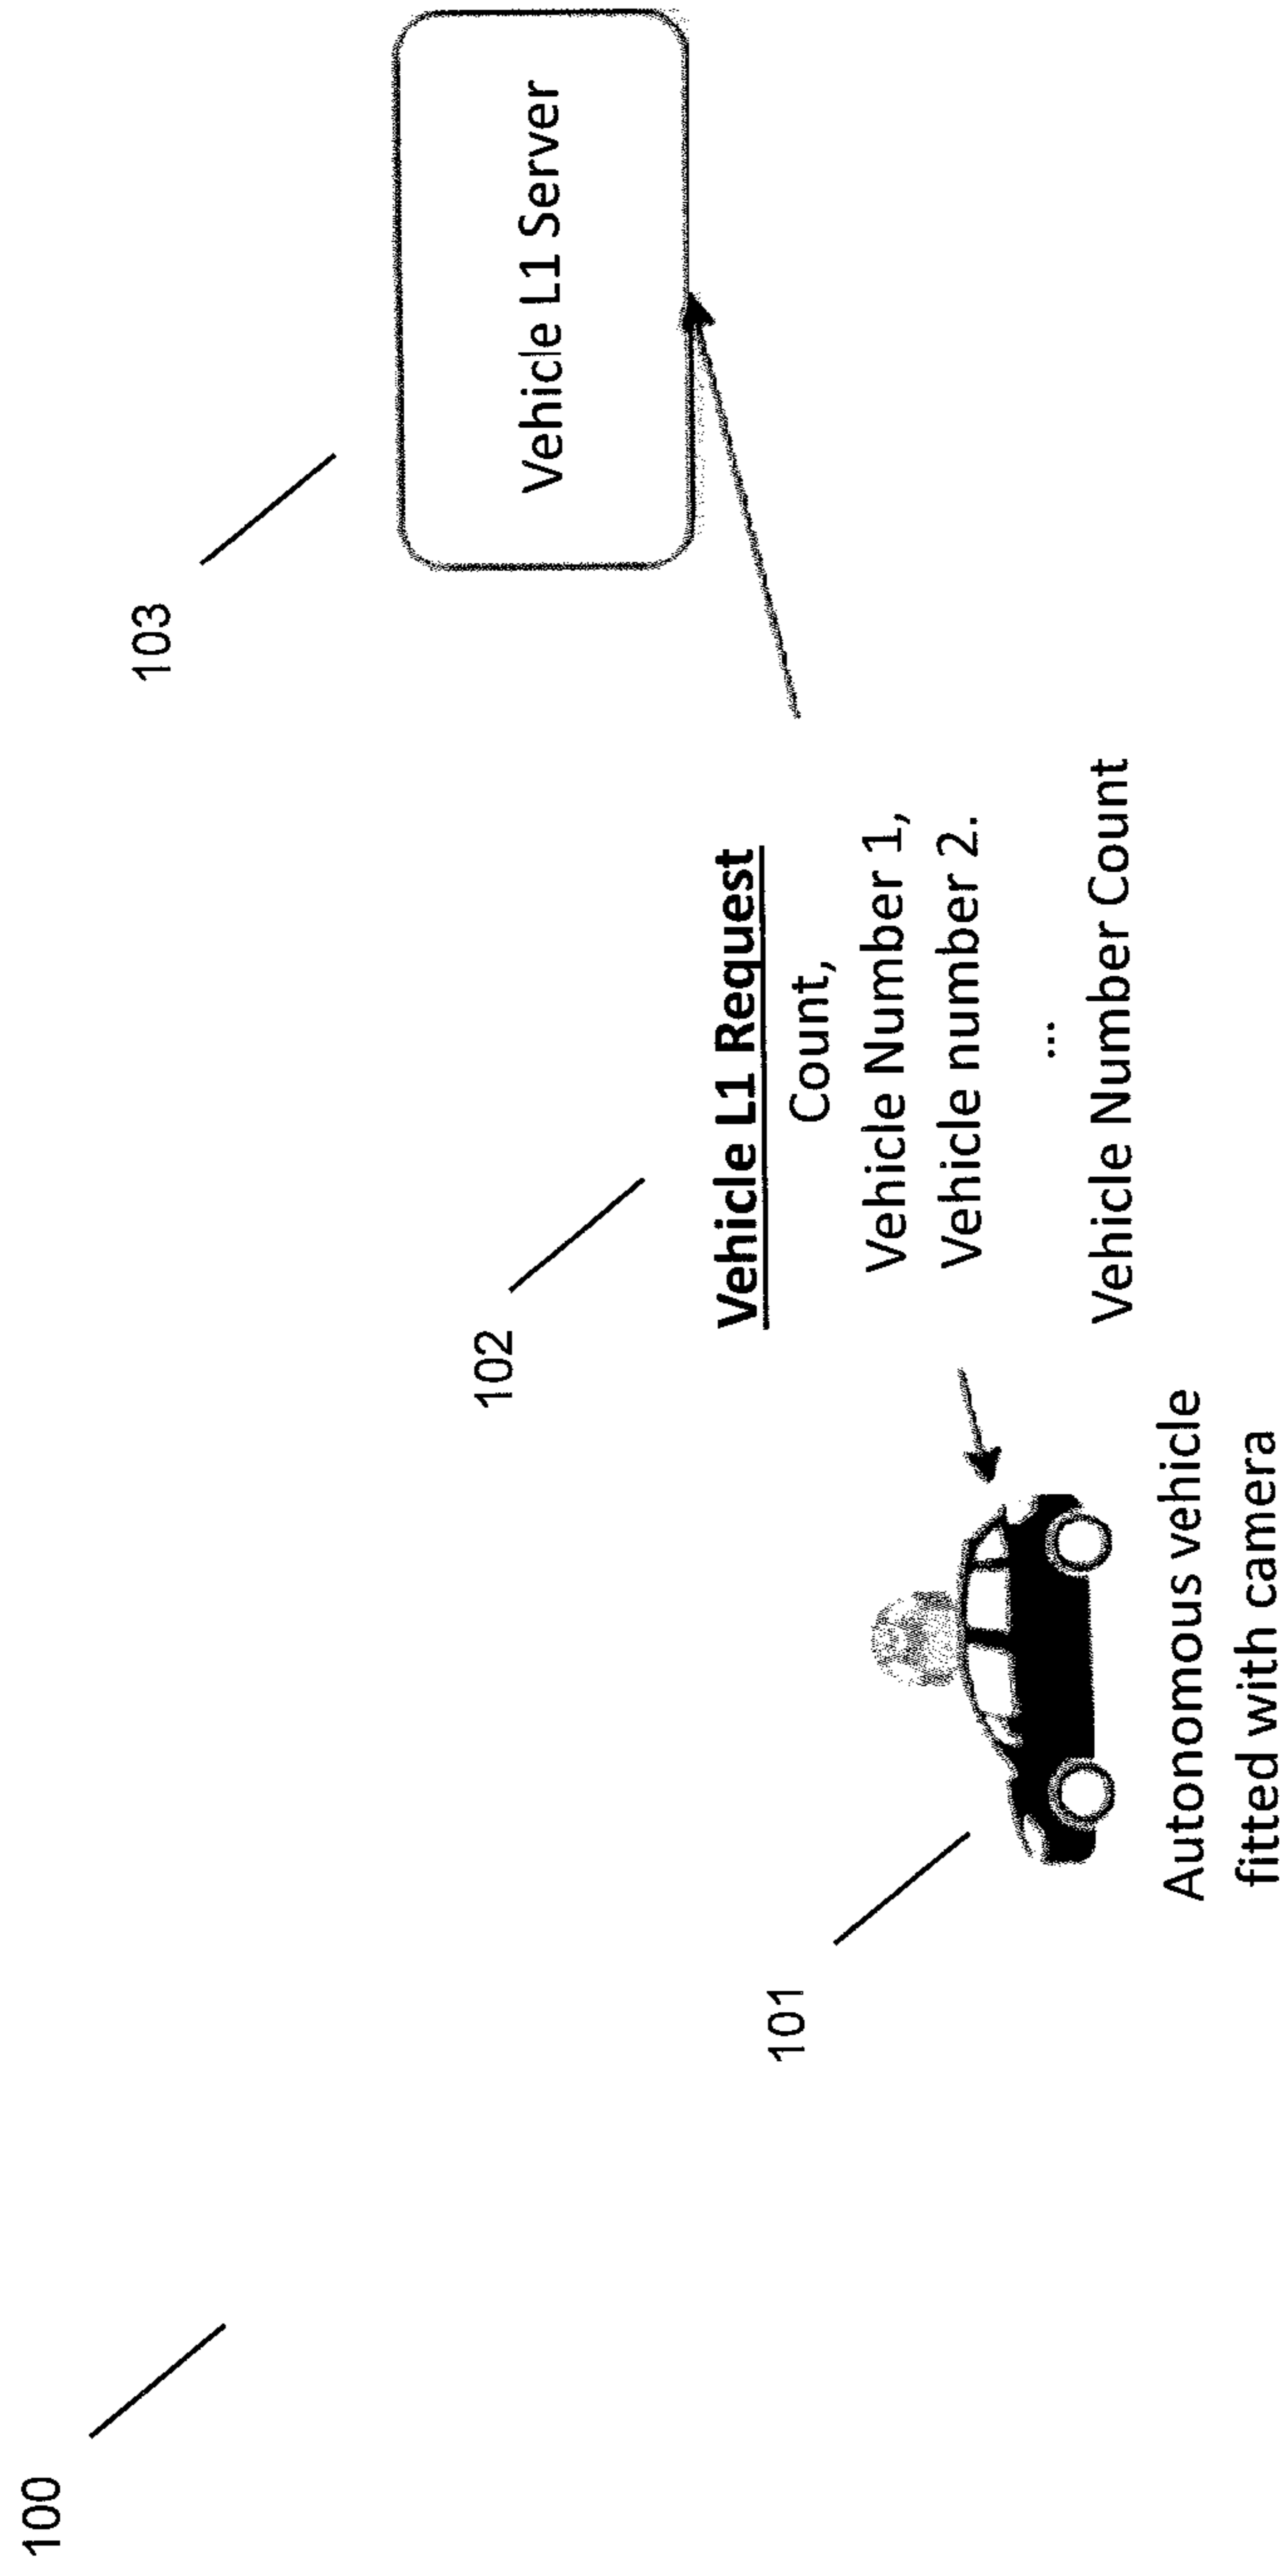 100
103
Vehicle L1 Server
102
Vehicle L1 Request
Count,
Vehicle Number 1,
Vehicle number 2.
...
Vehicle Number Count
101
Autonomous vehicle
fitted with camera